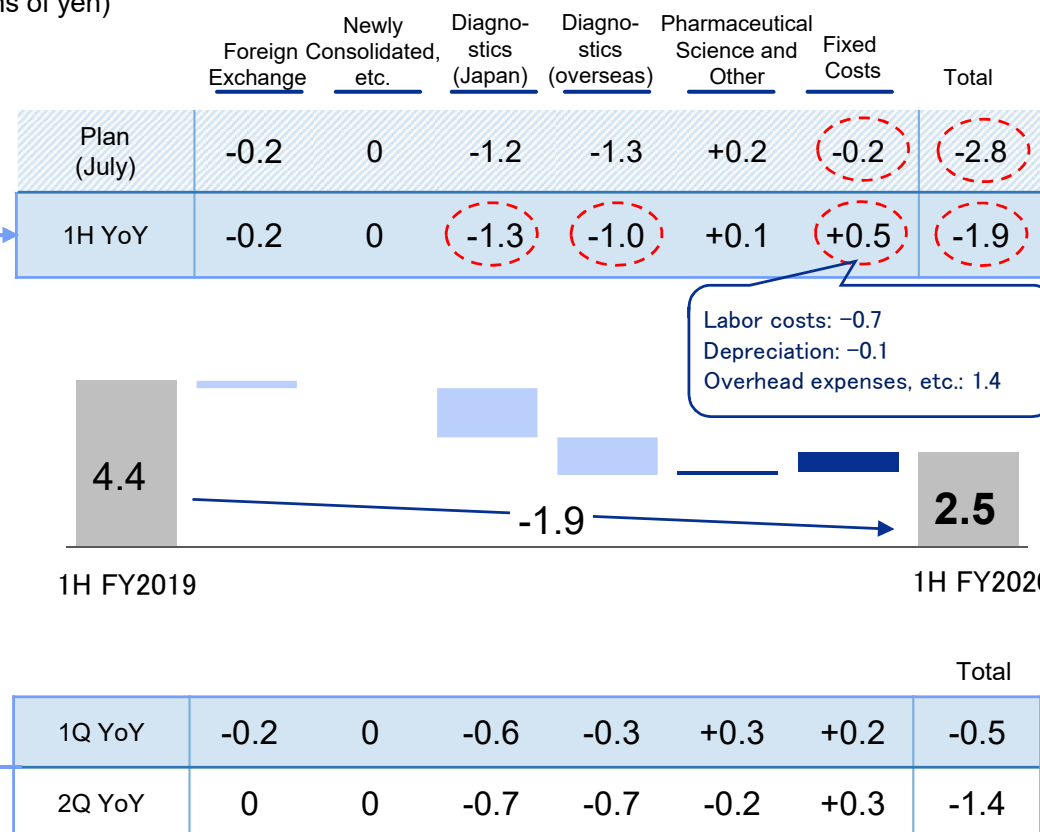 ns of yen)
Foreign
Exchange
Newly
Consolidated,
etc.
Diagno-
stics
(Japan)
Diagno-
stics
(overseas)
Pharmaceutical
Science and
Other
Fixed
Costs
Total
Plan
(July)
-0.2 0 -1.2 -1.3 +0.2 -0.2 -2.8
1H YoY -0.2 0 -1.3 -1.0 +0.1 +0.5 -1.9
Labor costs: −0.7
Depreciation: −0.1
Overhead expenses, etc.: 1.4
4.4
-1.9
2.5
1H FY2019
1H FY2020
Total
1Q YoY -0.2 0 -0.6 -0.3 +0.3 +0.2 -0.5
2Q YoY 0 0 -0.7 -0.7 -0.2 +0.3 -1.4